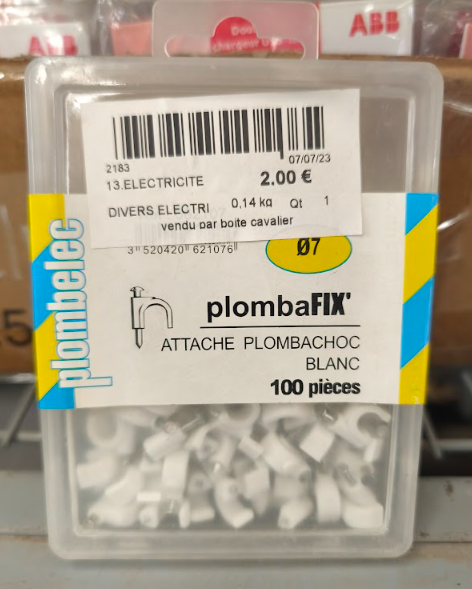 ABB
ABB
2183
07/07/23
13.ELECTRICITE
2.00 €
DIVERS ELECTRI
0,14 kg
Qt
1
vendu par boite cavalier
3 520420 621076
Ø7
plombelec
plombaFIX'
ATTACHE PLOMBACHOC
BLANC
100 pièces